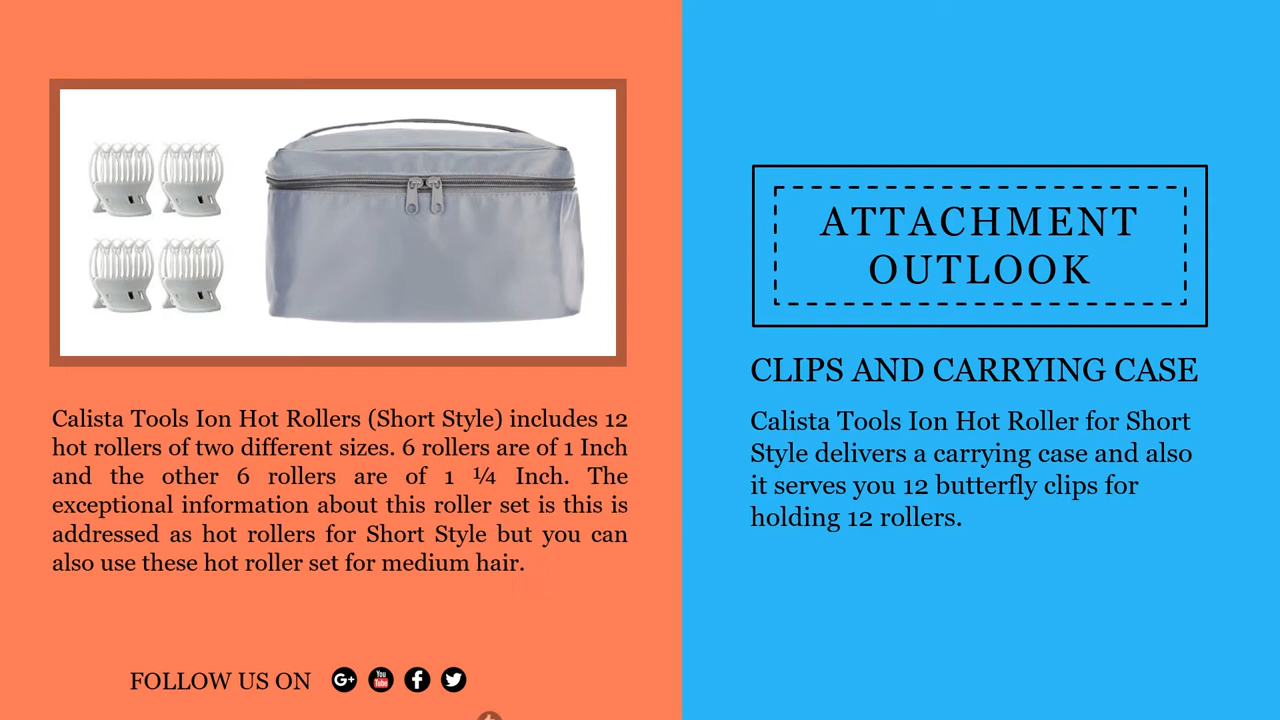 Calista Tools Ion Hot Rollers (Short Style) includes 12
hot rollers of two different sizes. 6 rollers are of 1 Inch
and the other 6 rollers are of 1 ¼ Inch. The
exceptional information about this roller set is this is
addressed as hot rollers for Short Style but you can
also use these hot roller set for medium hair.
FOLLOW US ON
G+
You
Tube
ATTACHMENT
OUTLOOK
CLIPS AND CARRYING CASE
Calista Tools Ion Hot Roller for Short
Style delivers a carrying case and also
it serves you 12 butterfly clips for
holding 12 rollers.